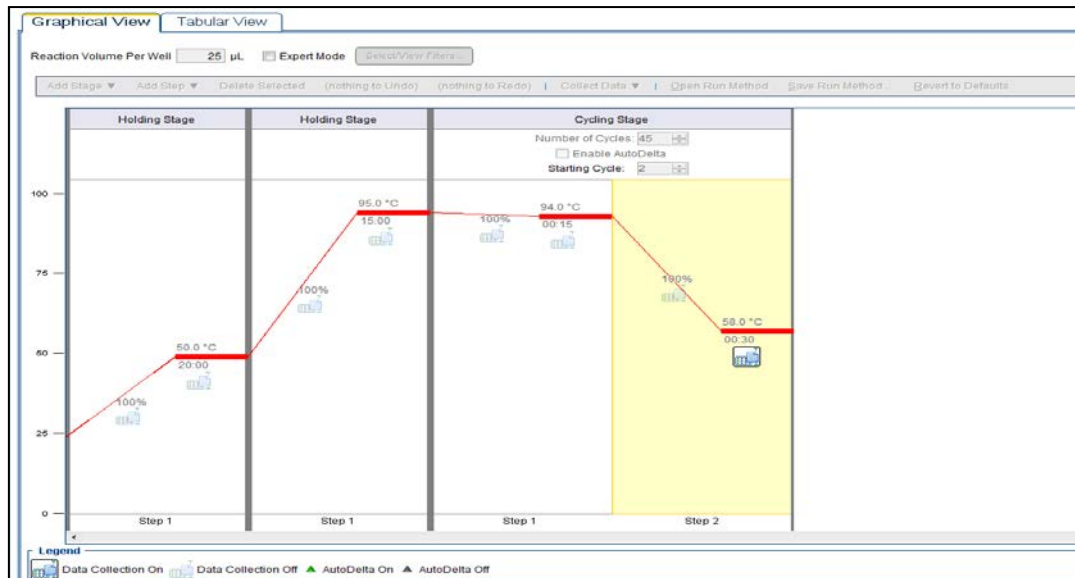 Graphical View Tabular View
Reaction Volume Per Well 25 µL Expert Mode Select/View Filters...
Add Stage ▼ Add Step ▼ Delete Selected (nothing to Undo) (nothing to Redo) | Collect Data ▼ | Open Run Method Save Run Method... Revert to Defaults
Holding Stage Holding Stage Cycling Stage
Number of Cycles: 45
Enable AutoDelta
Starting Cycle: 2
100
95.0 °C
15:00
94.0 °C
00:15
100%
75
100%
100%
58.0 °C
00:30
50
50.0 °C
20:00
100%
25
0
Step 1 Step 1 Step 1 Step 2
Legend
Data Collection On Data Collection Off ▲ AutoDelta On ▲ AutoDelta Off